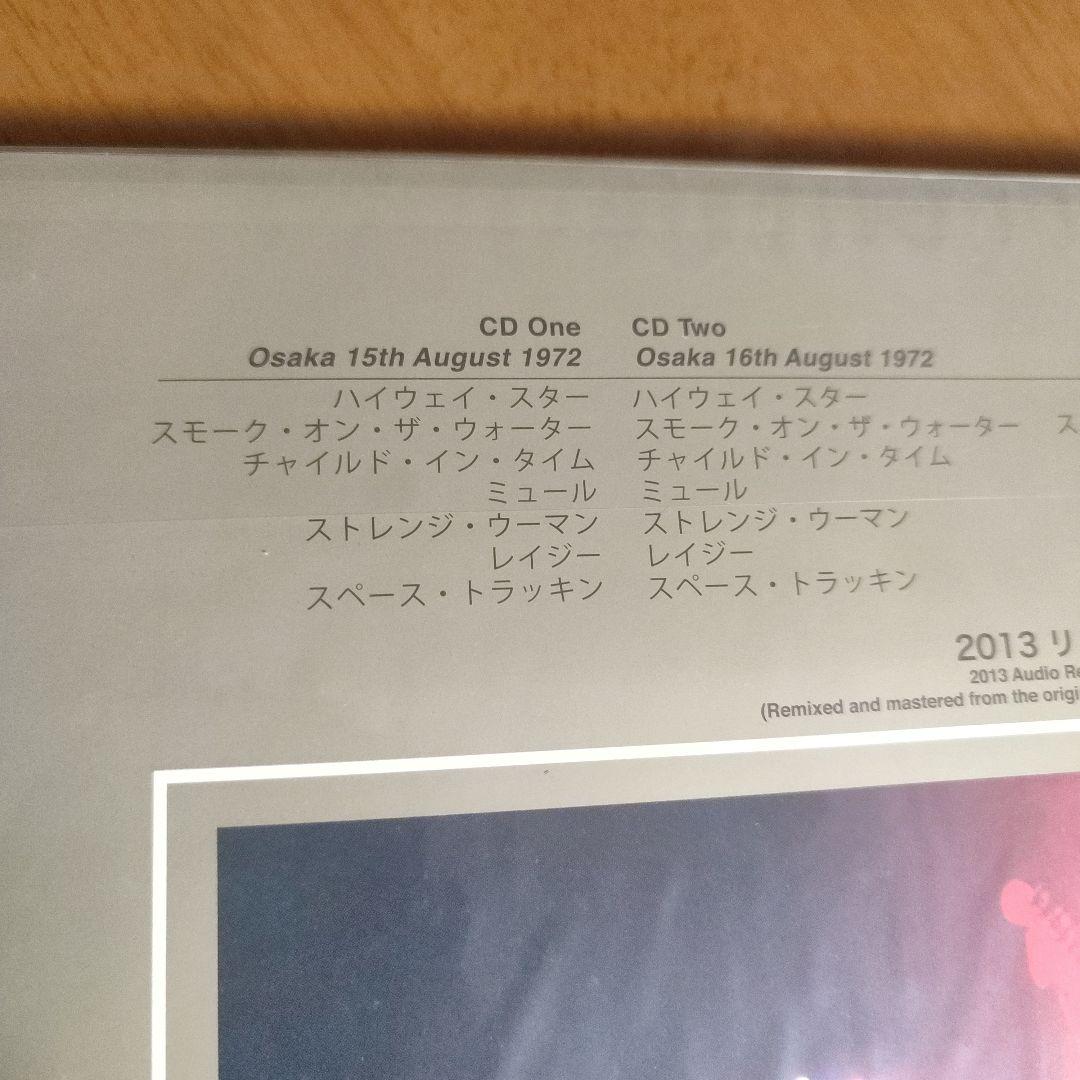 CD One
Osaka 15th August 1972
ハイウェイ・スター
スモーク・オン・ザ・ウォーター
チャイルド・イン・タイム
ミュール
ストレンジ・ウーマン
レイジー
スペース・トラッキン
CD Two
Osaka 16th August 1972
ハイウェイ・スター
スモーク・オン・ザ・ウォーター
チャイルド・イン・タイム
ミュール
ストレンジ・ウーマン
レイジー
スペース・トラッキン
ス
2013 リ
2013 Audio Re
(Remixed and mastered from the origi